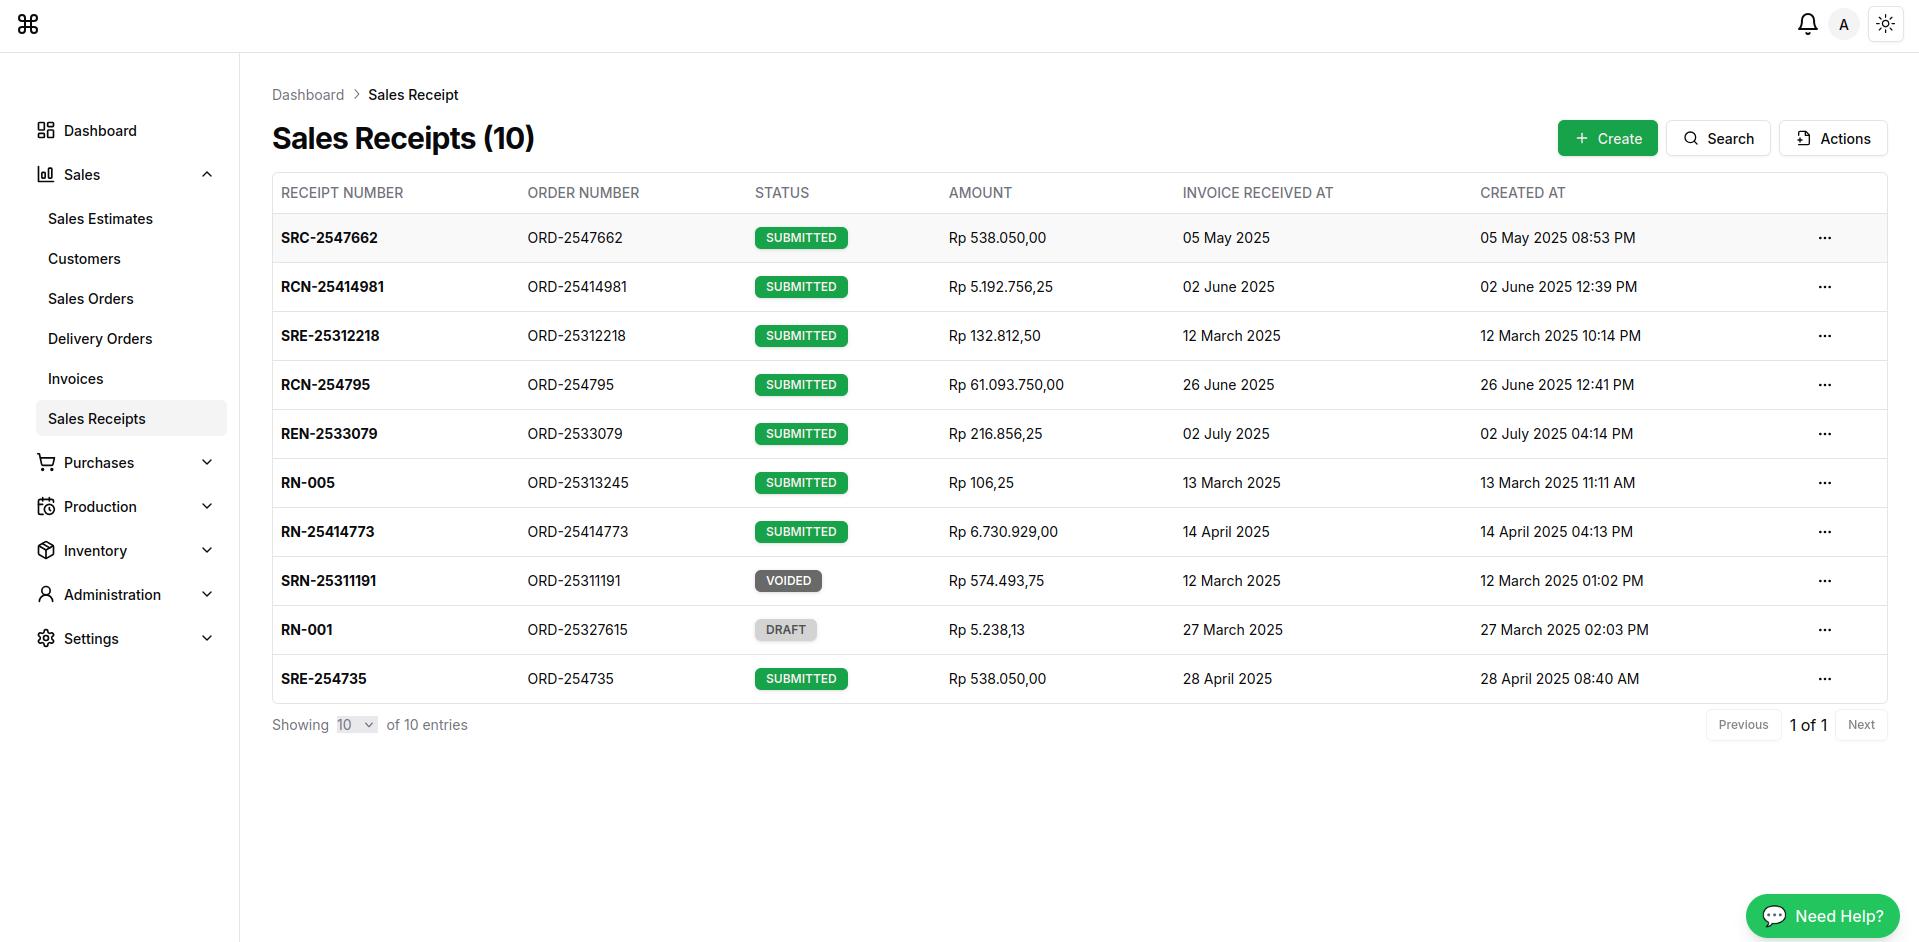 A
Dashboard
Sales
Sales Estimates
Customers
Sales Orders
Delivery Orders
Invoices
Sales Receipts
Purchases
Production
Inventory
Administration
Settings
Dashboard Sales Receipt
Sales Receipts (10)
Create Search Actions
RECEIPT NUMBER ORDER NUMBER STATUS AMOUNT INVOICE RECEIVED AT CREATED AT
SRC-2547662 ORD-2547662 SUBMITTED Rp 538.050,00 05 May 2025 05 May 2025 08:53 PM
RCN-25414981 ORD-25414981 SUBMITTED Rp 5.192.756,25 02 June 2025 02 June 2025 12:39 PM
SRE-25312218 ORD-25312218 SUBMITTED Rp 132.812,50 12 March 2025 12 March 2025 10:14 PM
RCN-254795 ORD-254795 SUBMITTED Rp 61.093.750,00 26 June 2025 26 June 2025 12:41 PM
REN-2533079 ORD-2533079 SUBMITTED Rp 216.856,25 02 July 2025 02 July 2025 04:14 PM
RN-005 ORD-25313245 SUBMITTED Rp 106,25 13 March 2025 13 March 2025 11:11 AM
RN-25414773 ORD-25414773 SUBMITTED Rp 6.730.929,00 14 April 2025 14 April 2025 04:13 PM
SRN-25311191 ORD-25311191 VOIDED Rp 574.493,75 12 March 2025 12 March 2025 01:02 PM
RN-001 ORD-25327615 DRAFT Rp 5.238,13 27 March 2025 27 March 2025 02:03 PM
SRE-254735 ORD-254735 SUBMITTED Rp 538.050,00 28 April 2025 28 April 2025 08:40 AM
Showing 10 of 10 entries Previous 1 of 1 Next
Need Help?